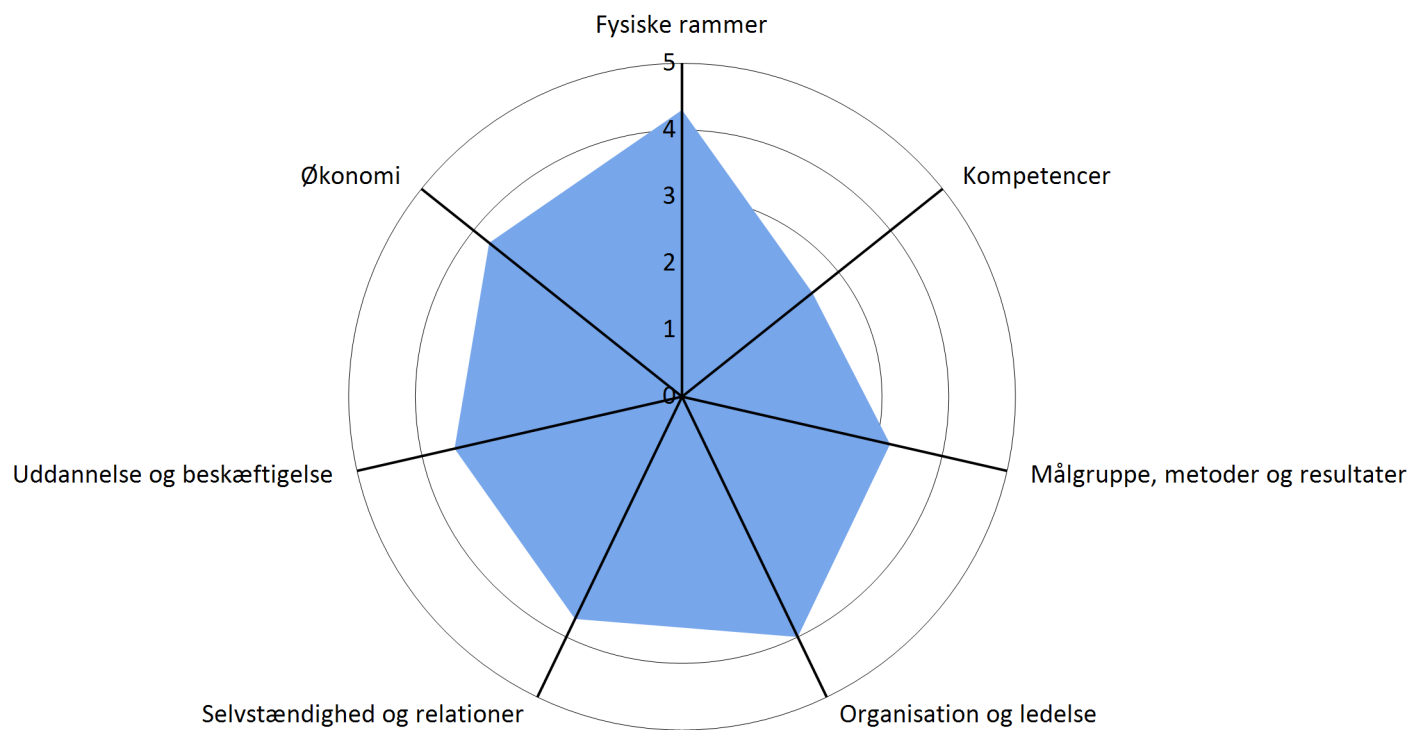 Fysiske rammer
5
4
3
2
1
0
Kompetencer
Målgruppe, metoder og resultater
Organisation og ledelse
Selvstændighed og relationer
Uddannelse og beskæftigelse
Økonomi